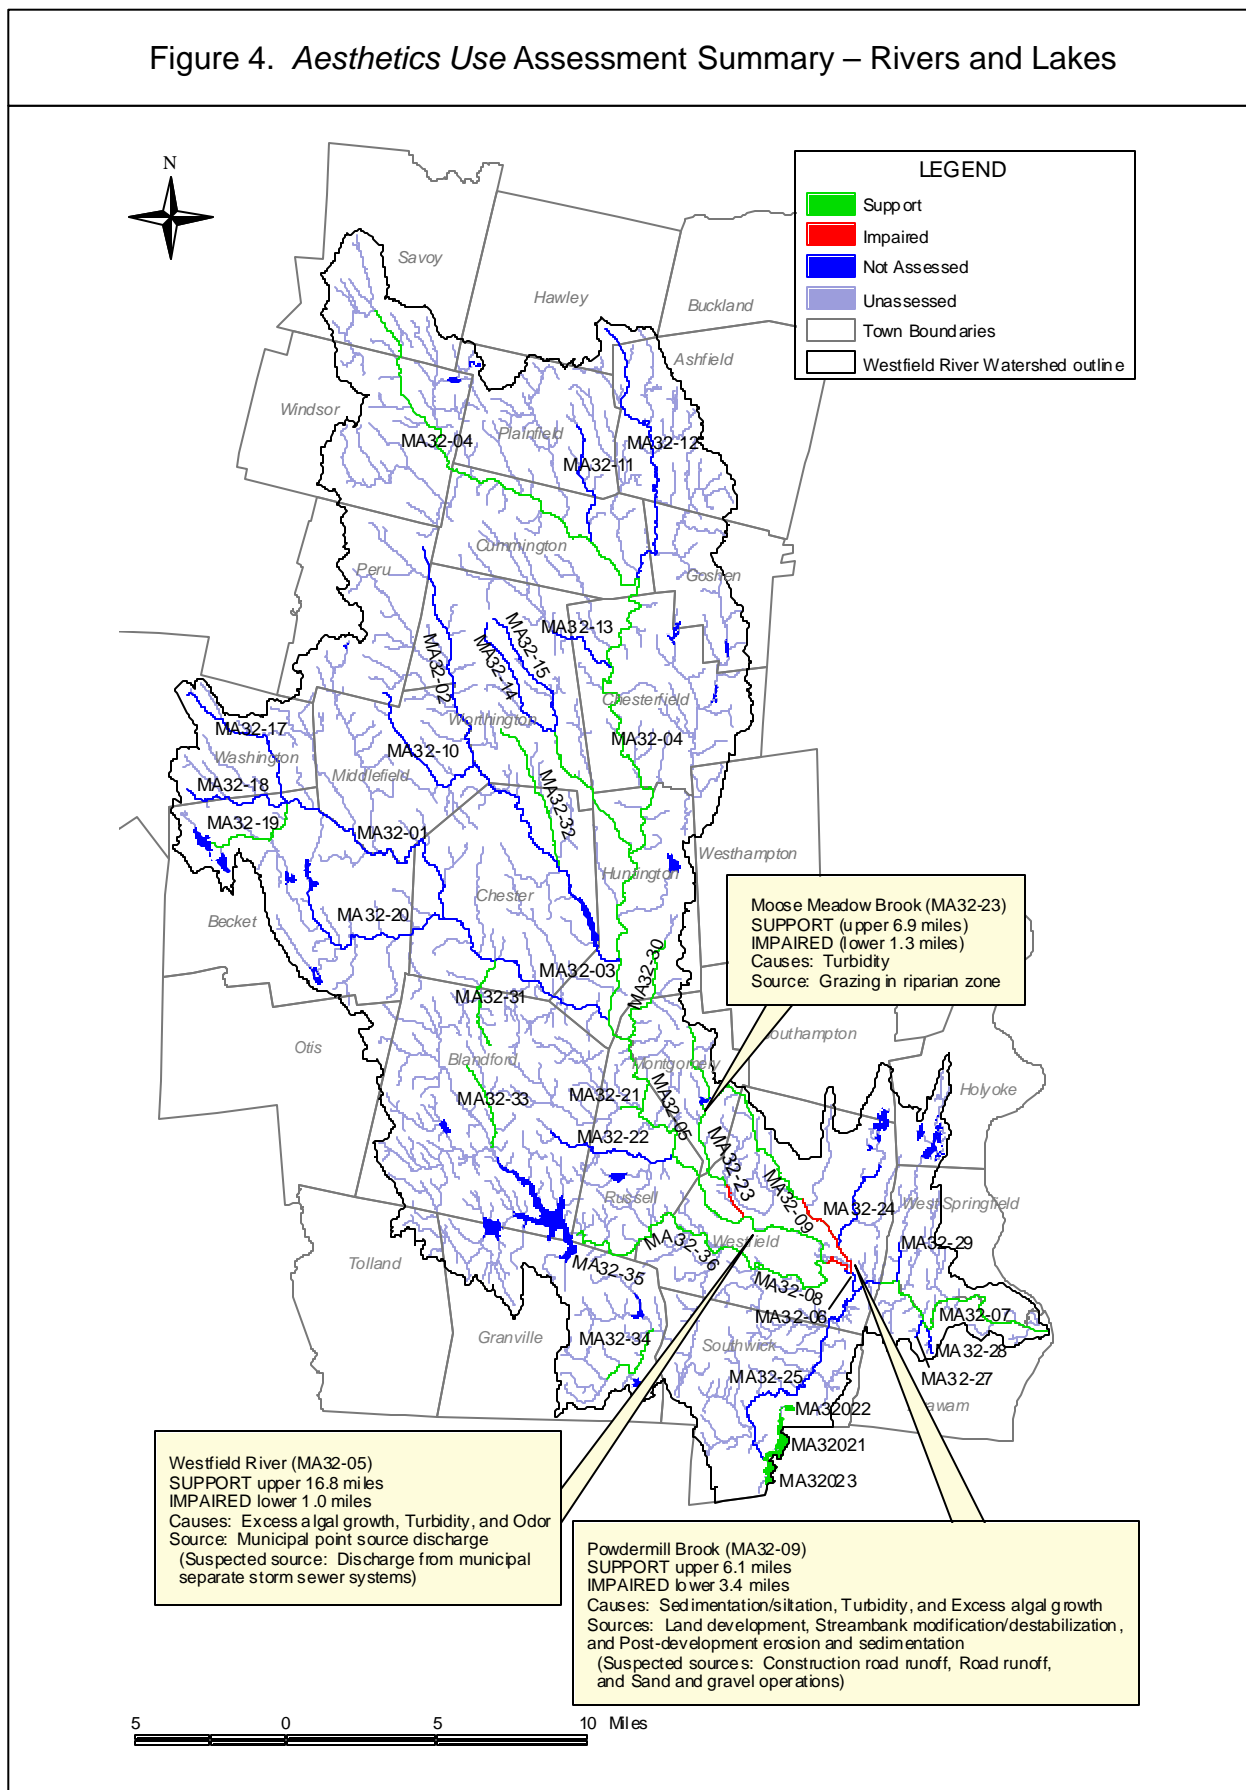 Figure 4. Aesthetics Use Assessment Summary – Rivers and Lakes
N
LEGEND
Support
Impaired
Not Assessed
Unassessed
Town Boundaries
Westfield River Watershed outline
Savoy
Hawley
Buckland
Ashfield
Windsor
Plainfield
MA32-04
MA32-12
MA32-11
Cummington
Peru
Goshen
MA32-13
MA32-15
MA32-14
MA32-02
Chesterfield
Worthington
MA32-17
MA32-04
Washington
MA32-10
Middlefield
MA32-18
MA32-32
MA32-19
MA32-01
Westhampton
Huntington
Chester
Becket
MA32-20
Moose Meadow Brook (MA32-23)
SUPPORT (upper 6.9 miles)
IMPAIRED (lower 1.3 miles)
Causes: Turbidity
Source: Grazing in riparian zone
MA32-30
MA32-03
MA32-31
outhampton
Otis
Blandford
Montgomery
Holyoke
MA32-33
MA32-21
MA32-05
MA32-22
MA32-23
MA32-09
Russell
MA32-24
West Springfield
Westfield
MA32-29
MA32-36
Tolland
MA32-35
MA32-08
MA32-06
MA32-07
Granville
MA32-34
Southwick
MA32-28
MA32-25
MA32-27
MA32022
awam
MA32021
MA32023
Westfield River (MA32-05)
SUPPORT upper 16.8 miles
IMPAIRED lower 1.0 miles
Causes: Excess algal growth, Turbidity, and Odor
Source: Municipal point source discharge
(Suspected source: Discharge from municipal
separate storm sewer systems)
Powdermill Brook (MA32-09)
SUPPORT upper 6.1 miles
IMPAIRED lower 3.4 miles
Causes: Sedimentation/siltation, Turbidity, and Excess algal growth
Sources: Land development, Streambank modification/destabilization,
and Post-development erosion and sedimentation
(Suspected sources: Construction road runoff, Road runoff,
and Sand and gravel operations)
5 0 5 10 Miles